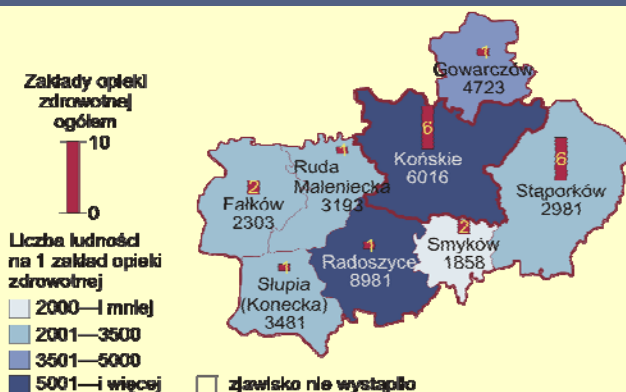 Zakłady opieki
zdrowotnej
ogółem
10
0
Liczba ludności
na 1 zakład opieki
zdrowotnej
2000—i mniej
2001—3500
3501—5000
5001—i więcej
zjawisko nie wystąpiło
1
Gowarczów
4723
6
Końskie
6016
6
Stąporków
2981
1
Ruda
Maleniecka
3193
2
Fałków
2303
2
Smyków
1858
1
Radoszyce
8981
1
Słupia
(Konecka)
3481